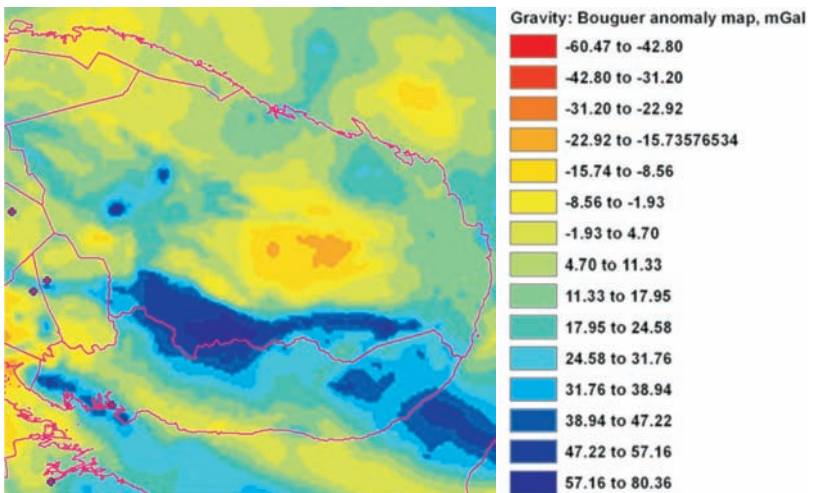 Gravity: Bouguer anomaly map, mGal
-60.47 to -42.80
-42.80 to -31.20
-31.20 to -22.92
-22.92 to -15.73576534
-15.74 to -8.56
-8.56 to -1.93
-1.93 to 4.70
4.70 to 11.33
11.33 to 17.95
17.95 to 24.58
24.58 to 31.76
31.76 to 38.94
38.94 to 47.22
47.22 to 57.16
57.16 to 80.36